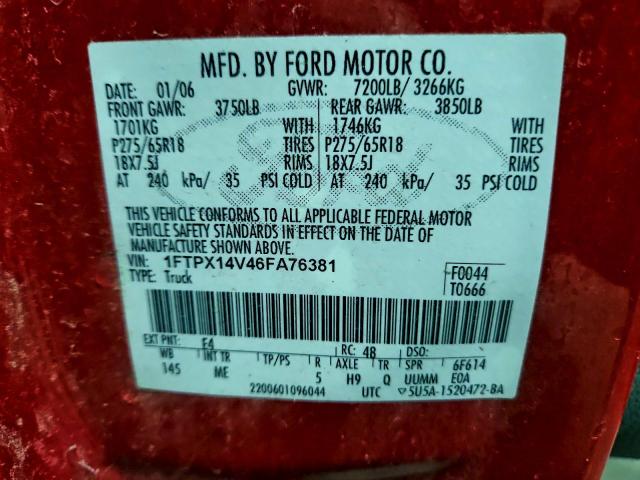 MFD. BY FORD MOTOR CO.
DATE: 01/06 GVWR: 7200LB/ 3266KG
FRONT GAWR: 3750LB REAR GAWR: 3850LB
1701KG WITH 1746KG WITH
P275/65R18 TIRES P275/65R18 TIRES
18X7.5J RIMS 18X7.5J RIMS
AT 240 kPa/ 35 PSI COLD AT 240 kPa/ 35 PSI COLD
Ford
THIS VEHICLE CONFORMS TO ALL APPLICABLE FEDERAL MOTOR
VEHICLE SAFETY STANDARDS IN EFFECT ON THE DATE OF
MANUFACTURE SHOWN ABOVE.
VIN: 1FTPX14V46FA76381 F0044
TYPE: Truck T0666
EXT PNT: E4 RC: 48 DSO:
WB INT TR TP/PS R AXLE TR SPR 6F614
145 ME 5 H9 Q UUMM E0A
2200601096044 UTC ▽5U5A-1520472-BA